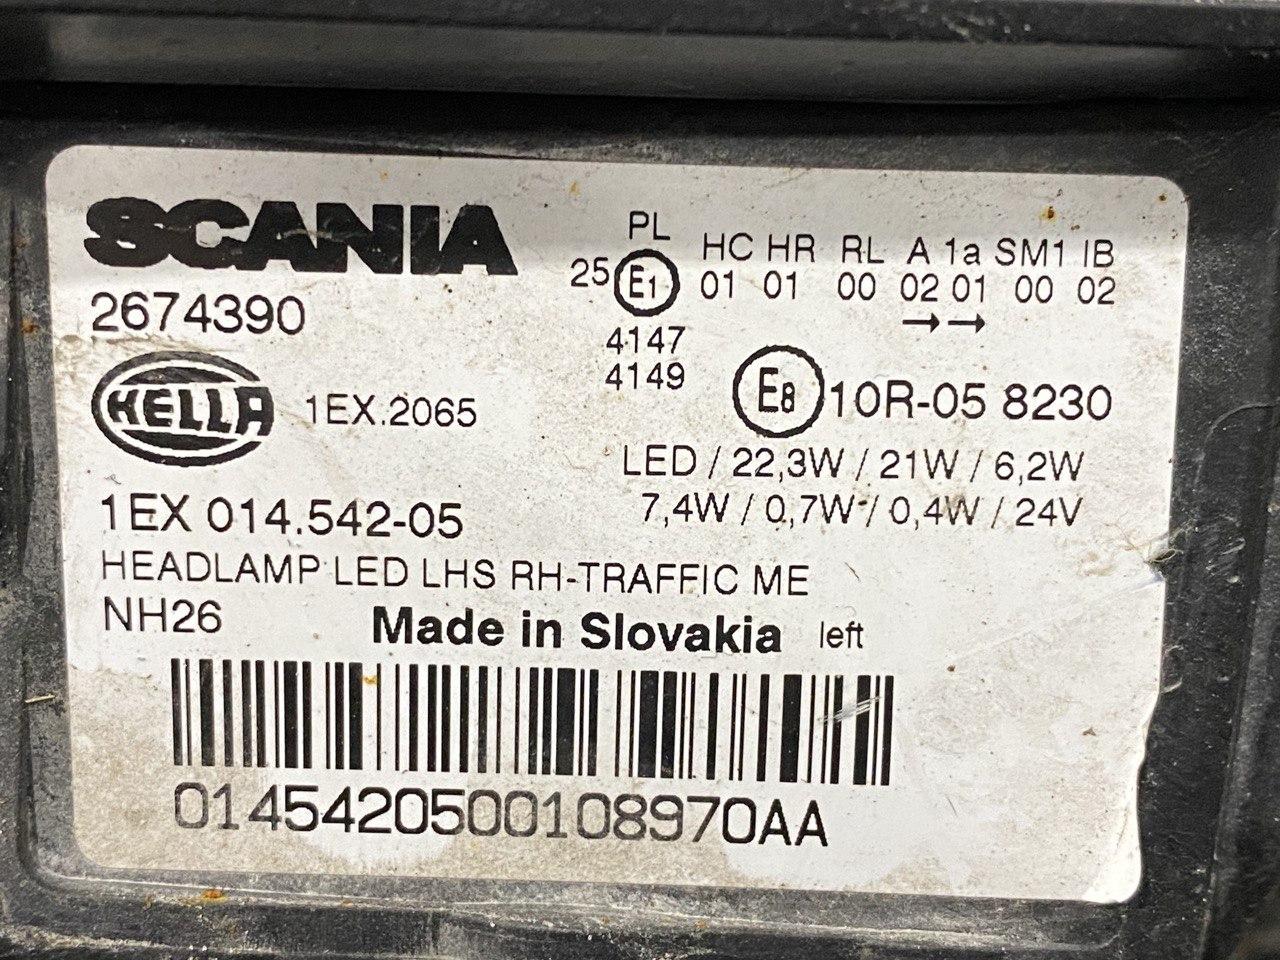 SCANIA
2674390
HELLA 1EX.2065
1EX 014.542-05
HEADLAMP LED LHS RH-TRAFFIC ME
NH26 Made in Slovakia left
PL HC HR RL A 1a SM1 IB
25 E1 01 01 00 02 01 00 02
→→
4147
4149
E8 10R-05 8230
LED / 22,3W / 21W / 6,2W
7,4W / 0,7W / 0,4W / 24V
0145420500108970AA